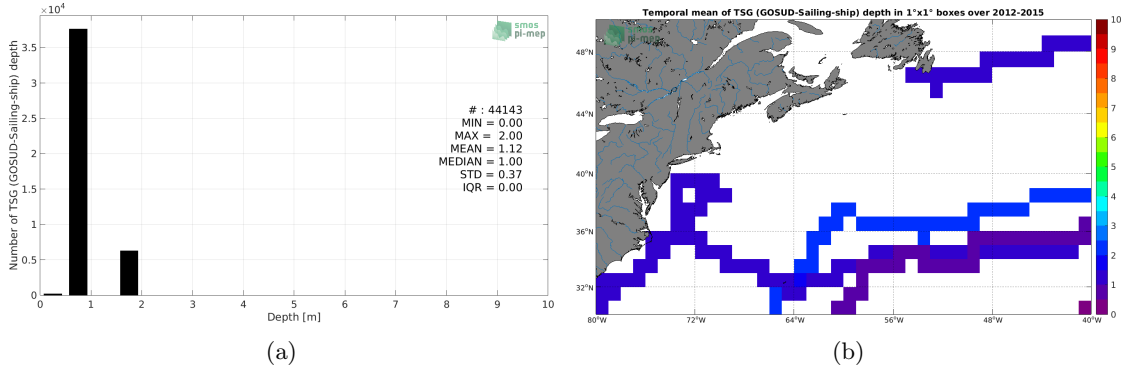 ×10⁴
smos
pi-mep
3.5
3
2.5
2
1.5
1
0.5
0
Number of TSG (GOSUD-Sailing-ship) depth
# : 44143
MIN = 0.00
MAX = 2.00
MEAN = 1.12
MEDIAN = 1.00
STD = 0.37
IQR = 0.00
0 1 2 3 4 5 6 7 8 9 10
Depth [m]
(a)
Temporal mean of TSG (GOSUD-Sailing-ship) depth in 1°x1° boxes over 2012-2015
smos
pi-mep
48°N
44°N
40°N
36°N
32°N
80°W 72°W 64°W 56°W 48°W 40°W
10
9
8
7
6
5
4
3
2
1
0
(b)